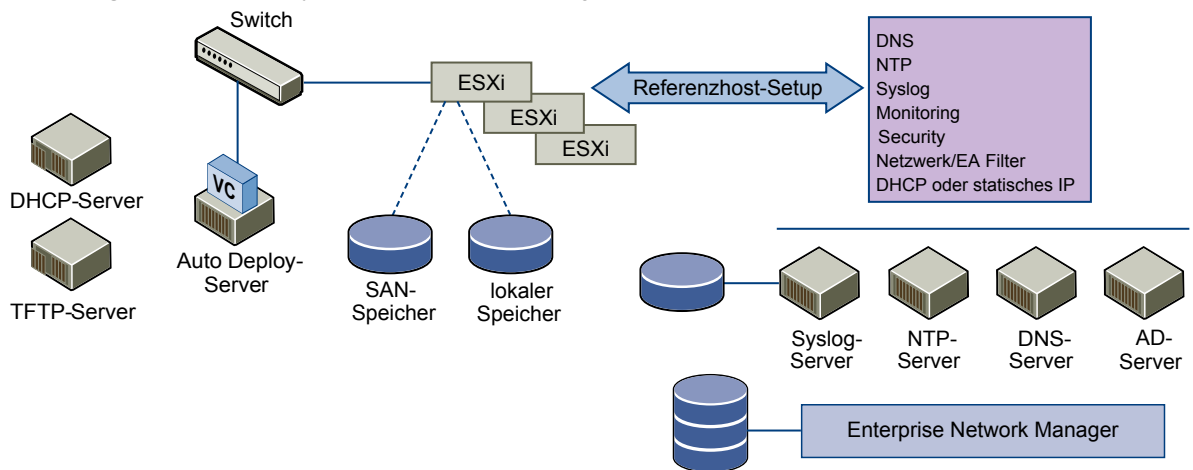 Switch
ESXi
ESXi
ESXi
Referenzhost-Setup
DNS
NTP
Syslog
Monitoring
Security
Netzwerk/EA Filter
DHCP oder statisches IP
DHCP-Server
TFTP-Server
VC
Auto Deploy-
Server
SAN-
Speicher
lokaler
Speicher
Syslog-
Server
NTP-
Server
DNS-
Server
AD-
Server
Enterprise Network Manager